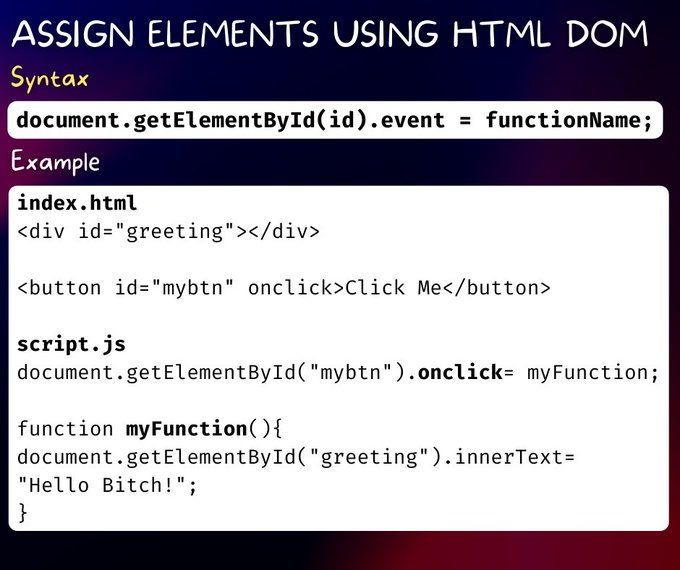 ASSIGN ELEMENTS USING HTML DOM
Syntax
document.getElementById(id).event = functionName;
Example
index.html
<div id="greeting"></div>
<button id="mybtn" onclick>Click Me</button>
script.js
document.getElementById("mybtn").onclick= myFunction;
function myFunction(){
document.getElementById("greeting").innerText=
"Hello Bitch!";
}